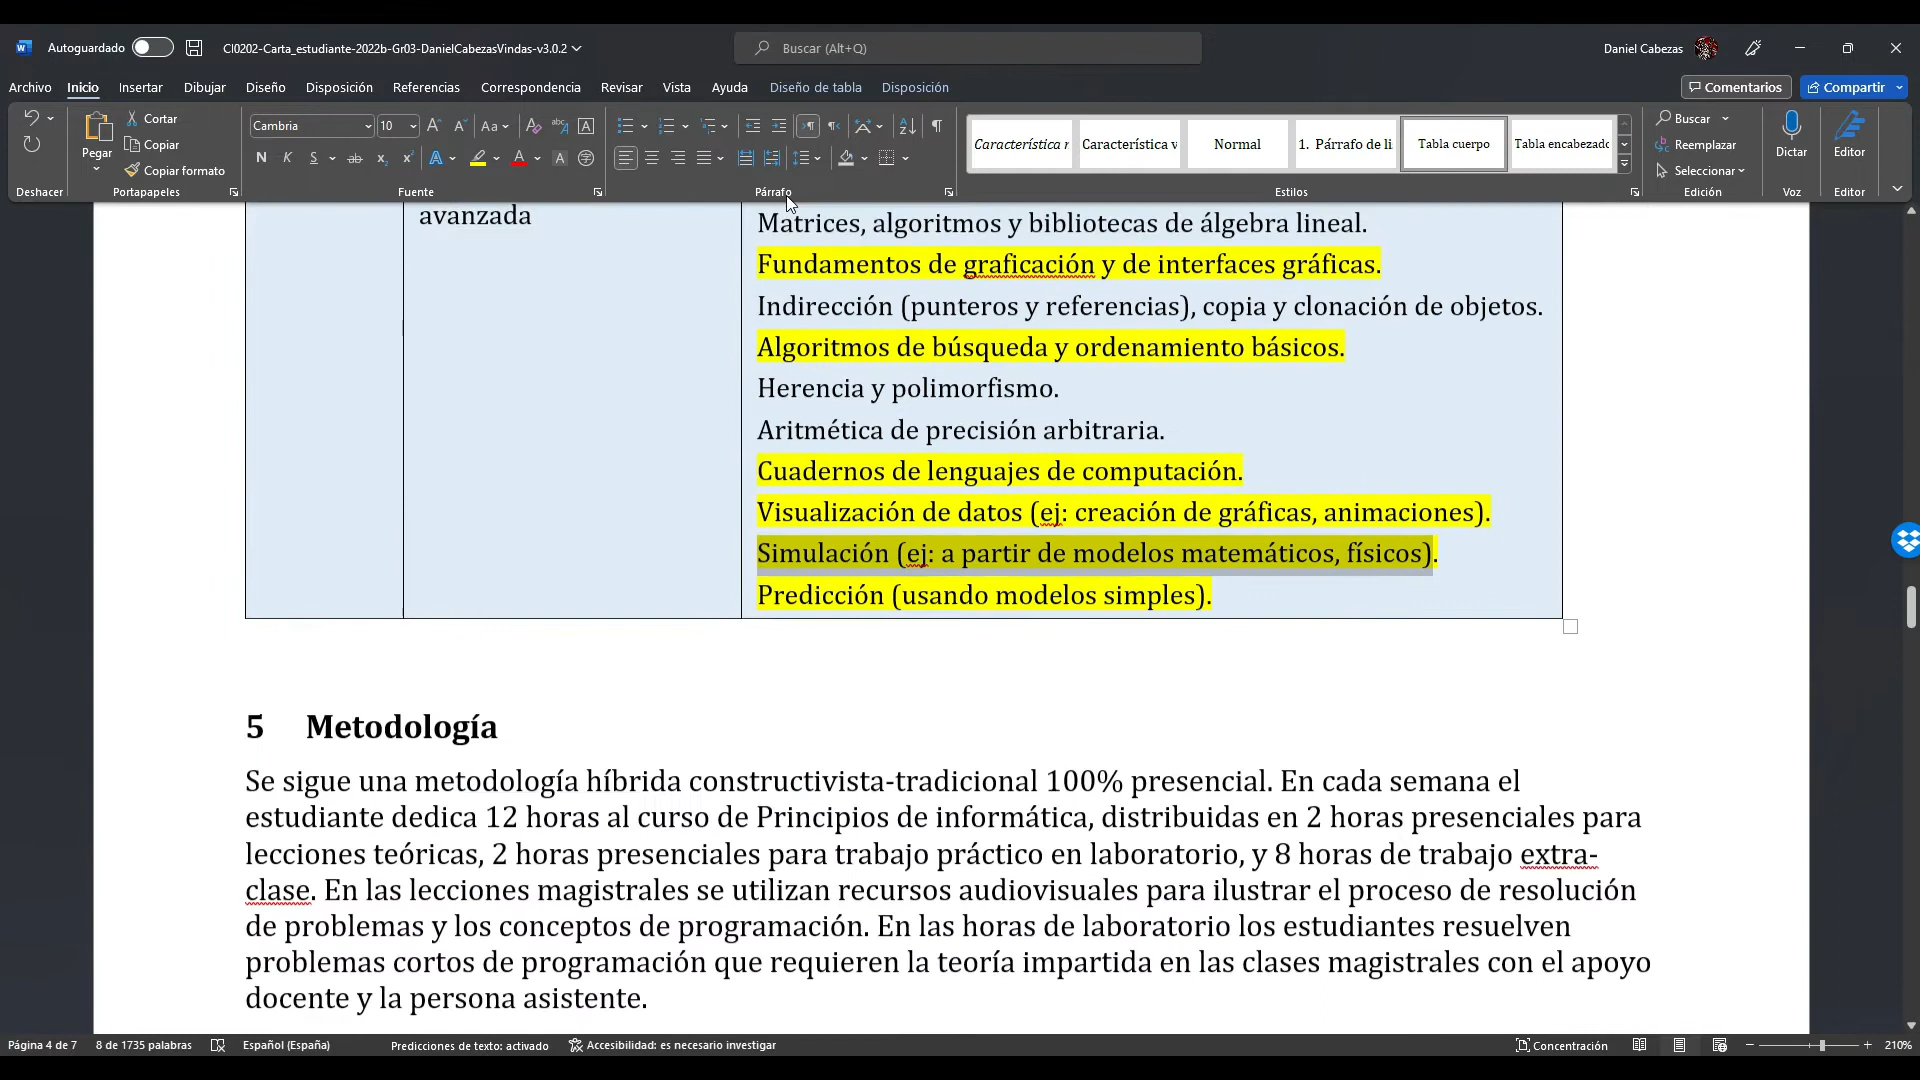 Autoguardado
CI0202-Carta_estudiante-2022b-Gr03-DanielCabezasVindas-v3.0.2
Buscar (Alt+Q)
Daniel Cabezas
Archivo Inicio Insertar Dibujar Diseño Disposición Referencias Correspondencia Revisar Vista Ayuda Diseño de tabla Disposición
Comentarios
Compartir
Pegar
Cortar
Copiar
Copiar formato
Cambria 10
Característica
Característica v
Normal
1. Párrafo de li
Tabla cuerpo
Tabla encabezado
Buscar
Reemplazar
Seleccionar
Dictar
Editor
Deshacer Portapapeles Fuente Párrafo Estilos Edición Voz Editor
avanzada
Matrices, algoritmos y bibliotecas de álgebra lineal.
Fundamentos de graficación y de interfaces gráficas.
Indirección (punteros y referencias), copia y clonación de objetos.
Algoritmos de búsqueda y ordenamiento básicos.
Herencia y polimorfismo.
Aritmética de precisión arbitraria.
Cuadernos de lenguajes de computación.
Visualización de datos (ej: creación de gráficas, animaciones).
Simulación (ej: a partir de modelos matemáticos, físicos).
Predicción (usando modelos simples).
5 Metodología
Se sigue una metodología híbrida constructivista-tradicional 100% presencial. En cada semana el
estudiante dedica 12 horas al curso de Principios de informática, distribuidas en 2 horas presenciales para
lecciones teóricas, 2 horas presenciales para trabajo práctico en laboratorio, y 8 horas de trabajo extra-
clase. En las lecciones magistrales se utilizan recursos audiovisuales para ilustrar el proceso de resolución
de problemas y los conceptos de programación. En las horas de laboratorio los estudiantes resuelven
problemas cortos de programación que requieren la teoría impartida en las clases magistrales con el apoyo
docente y la persona asistente.
Página 4 de 7 8 de 1735 palabras Español (España) Predicciones de texto: activado Accesibilidad: es necesario investigar Concentración 210%